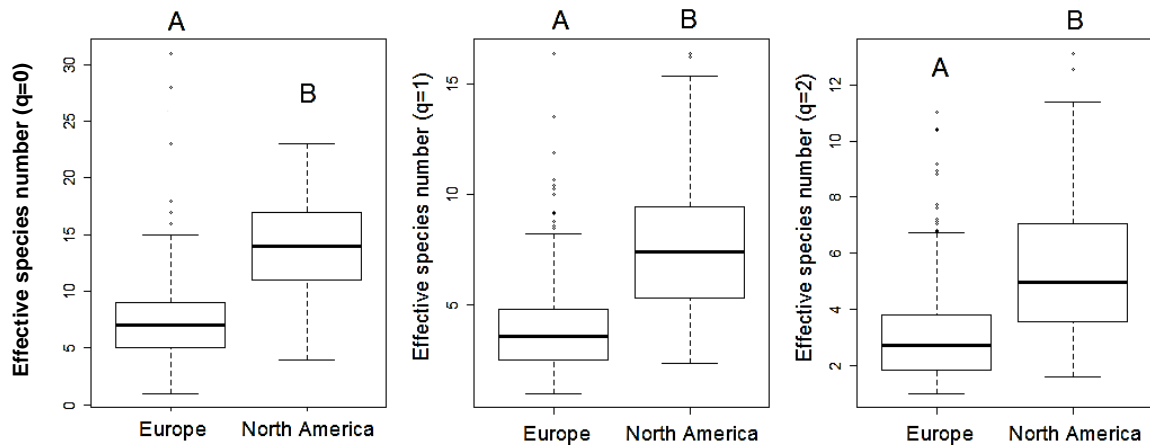 A
B
Effective species number (q=0)
0
5
10
15
20
25
30
Europe
North America
A
B
Effective species number (q=1)
5
10
15
Europe
North America
A
B
Effective species number (q=2)
2
4
6
8
10
12
Europe
North America